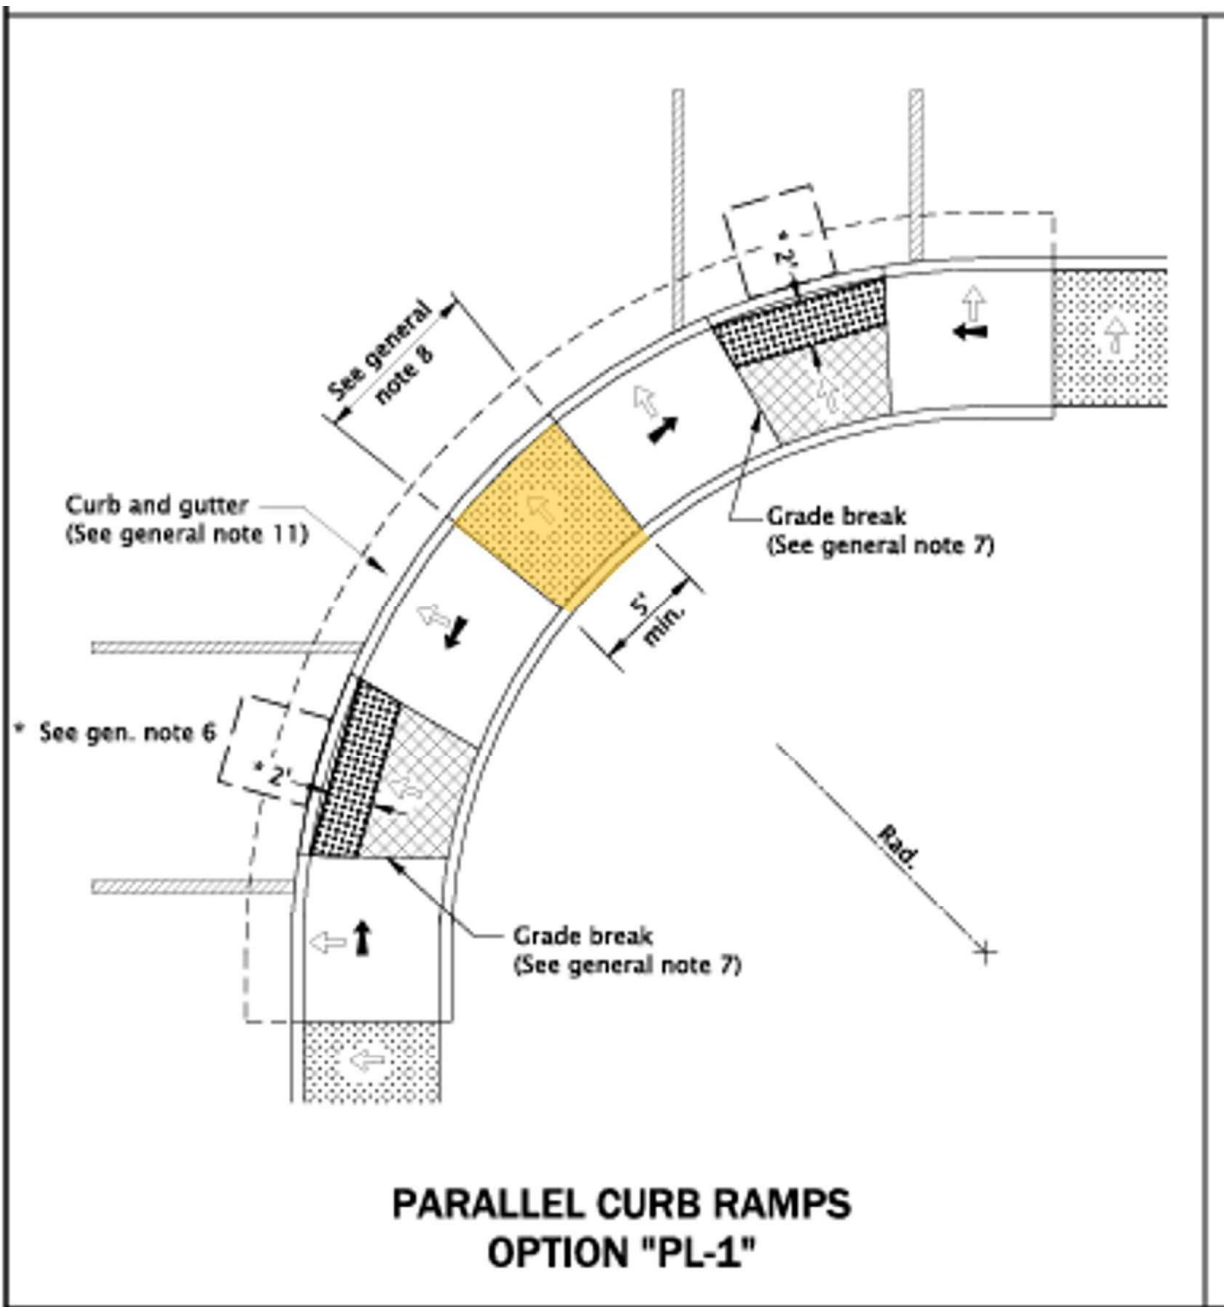 * 2'
See general
note 8
Curb and gutter
(See general note 11)
Grade break
(See general note 7)
5'
min.
* See gen. note 6
* 2'
Rad.
Grade break
(See general note 7)
PARALLEL CURB RAMPS
OPTION "PL-1"